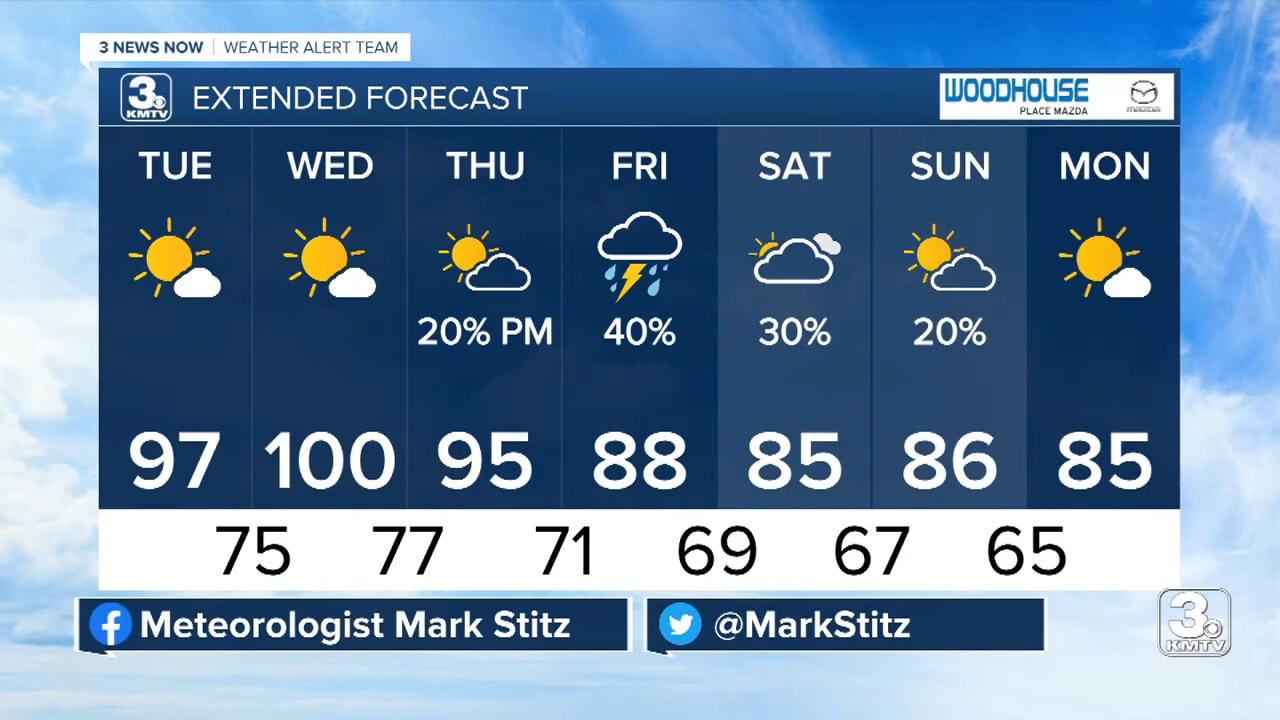 3 NEWS NOW | WEATHER ALERT TEAM
3 KMTV EXTENDED FORECAST
WOODHOUSE
PLACE MAZDA
mazda
TUE WED THU FRI SAT SUN MON
20% PM 40% 30% 20%
97 100 95 88 85 86 85
75 77 71 69 67 65
Meteorologist Mark Stitz
@MarkStitz
3
KMTV